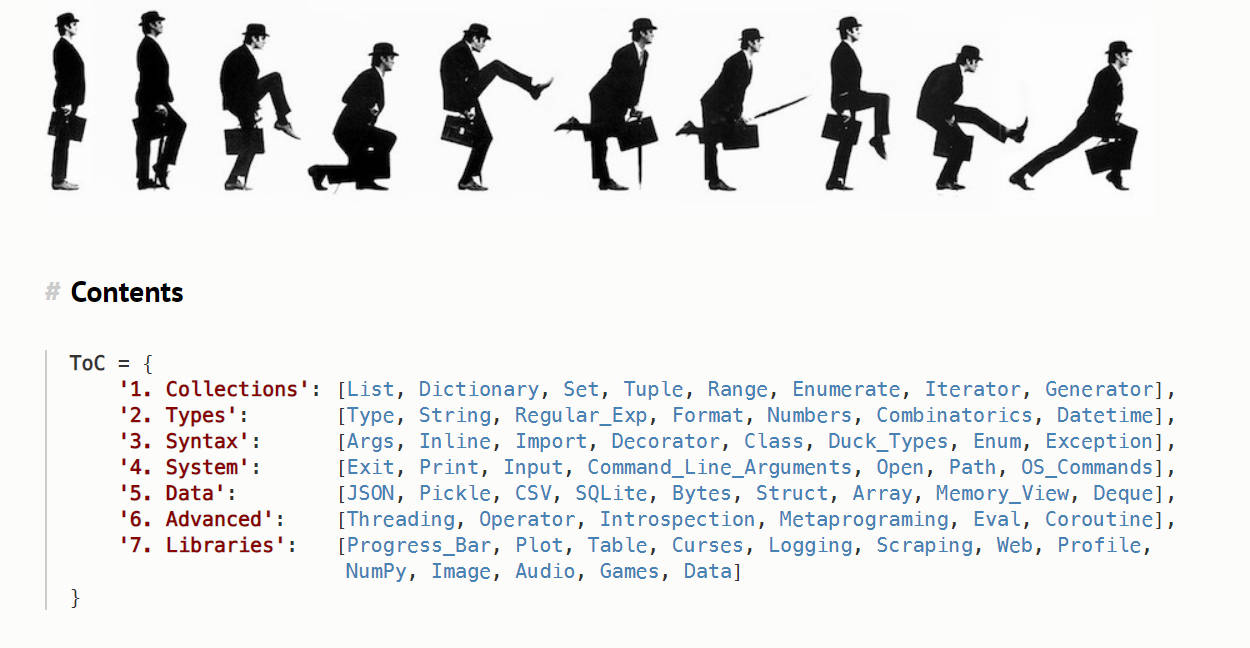 # Contents
ToC = {
    '1. Collections': [List, Dictionary, Set, Tuple, Range, Enumerate, Iterator, Generator],
    '2. Types':       [Type, String, Regular_Exp, Format, Numbers, Combinatorics, Datetime],
    '3. Syntax':      [Args, Inline, Import, Decorator, Class, Duck_Types, Enum, Exception],
    '4. System':      [Exit, Print, Input, Command_Line_Arguments, Open, Path, OS_Commands],
    '5. Data':        [JSON, Pickle, CSV, SQLite, Bytes, Struct, Array, Memory_View, Deque],
    '6. Advanced':    [Threading, Operator, Introspection, Metaprograming, Eval, Coroutine],
    '7. Libraries':   [Progress_Bar, Plot, Table, Curses, Logging, Scraping, Web, Profile,
                       NumPy, Image, Audio, Games, Data]
}